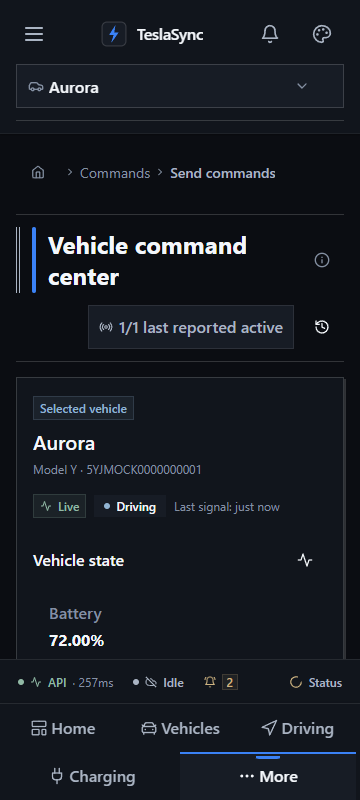 TeslaSync
Aurora
Commands
Send commands
Vehicle command
center
1/1 last reported active
Selected vehicle
Aurora
Model Y · 5YJMOCK0000000001
Live
Driving
Last signal: just now
Vehicle state
Battery
72.00%
API · 257ms
Idle
2
Status
Home
Vehicles
Driving
Charging
More